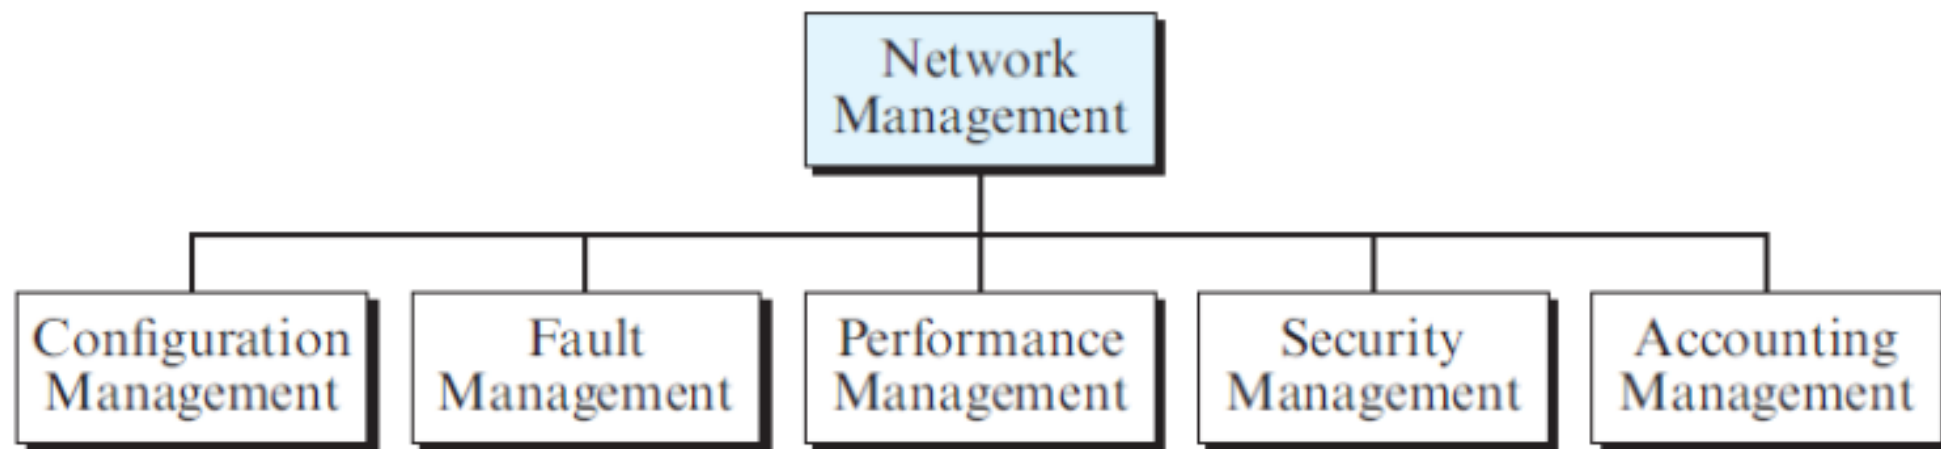 Network
Management
Configuration
Management
Fault
Management
Performance
Management
Security
Management
Accounting
Management